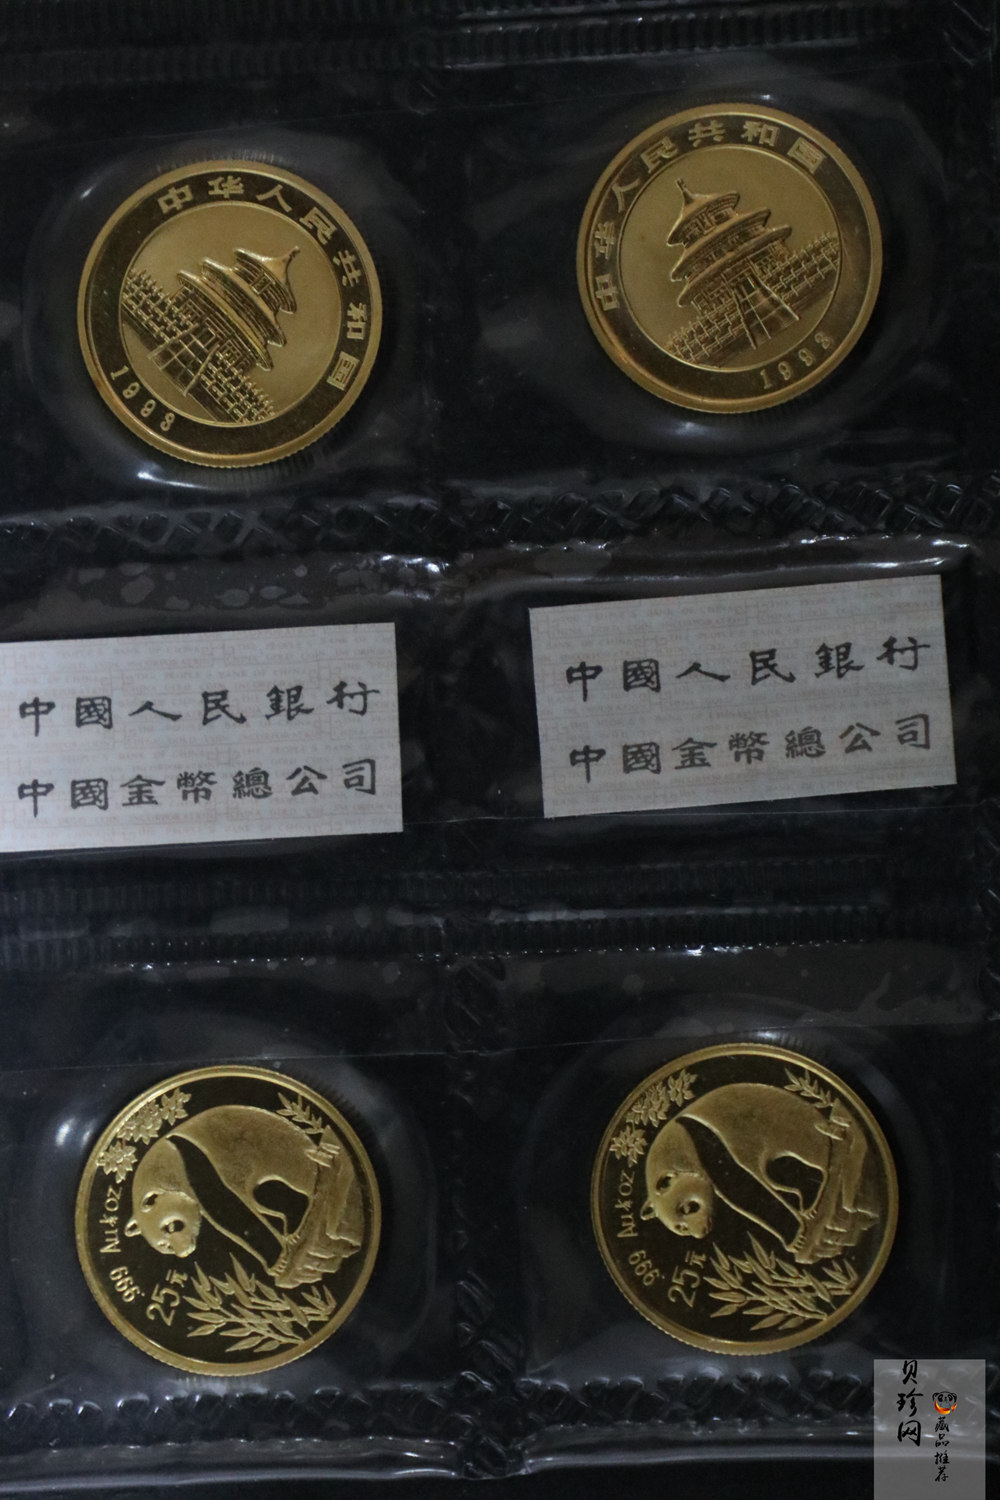 中华人民共和国
1993
中华人民共和国
1993
中國人民銀行
中國金幣總公司
中國人民銀行
中國金幣總公司
Au¼OZ .999
25元
Au¼OZ .999
25元
贝珍网
藏品推荐